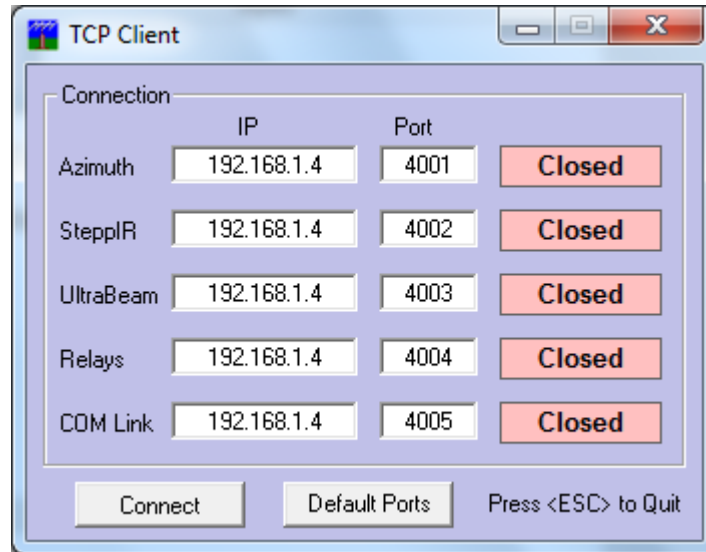 TCP Client
Connection
IP Port
Azimuth 192.168.1.4 4001 Closed
SteppIR 192.168.1.4 4002 Closed
UltraBeam 192.168.1.4 4003 Closed
Relays 192.168.1.4 4004 Closed
COM Link 192.168.1.4 4005 Closed
Connect Default Ports Press <ESC> to Quit